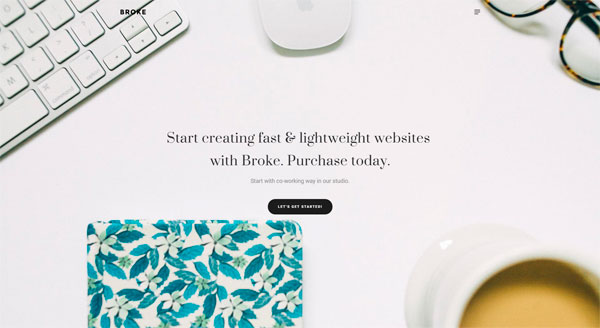 BROKE
Start creating fast & lightweight websites
with Broke. Purchase today.
Start with co-working way in our studio.
LET'S GET STARTED!